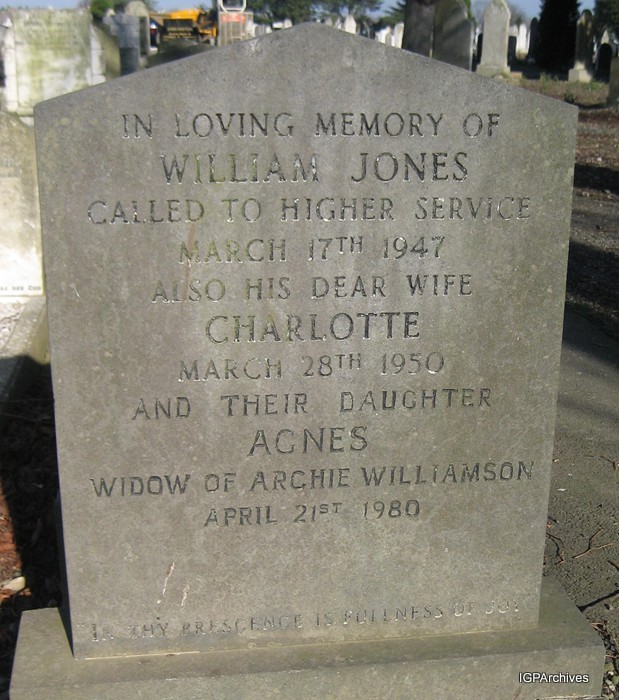 IN LOVING MEMORY OF
WILLIAM JONES
CALLED TO HIGHER SERVICE
MARCH 17TH 1947
ALSO HIS DEAR WIFE
CHARLOTTE
MARCH 28TH 1950
AND THEIR DAUGHTER
AGNES
WIDOW OF ARCHIE WILLIAMSON
APRIL 21ST 1980
IN THY PRESCENCE IS FULLNESS OF JOY
IGPArchives